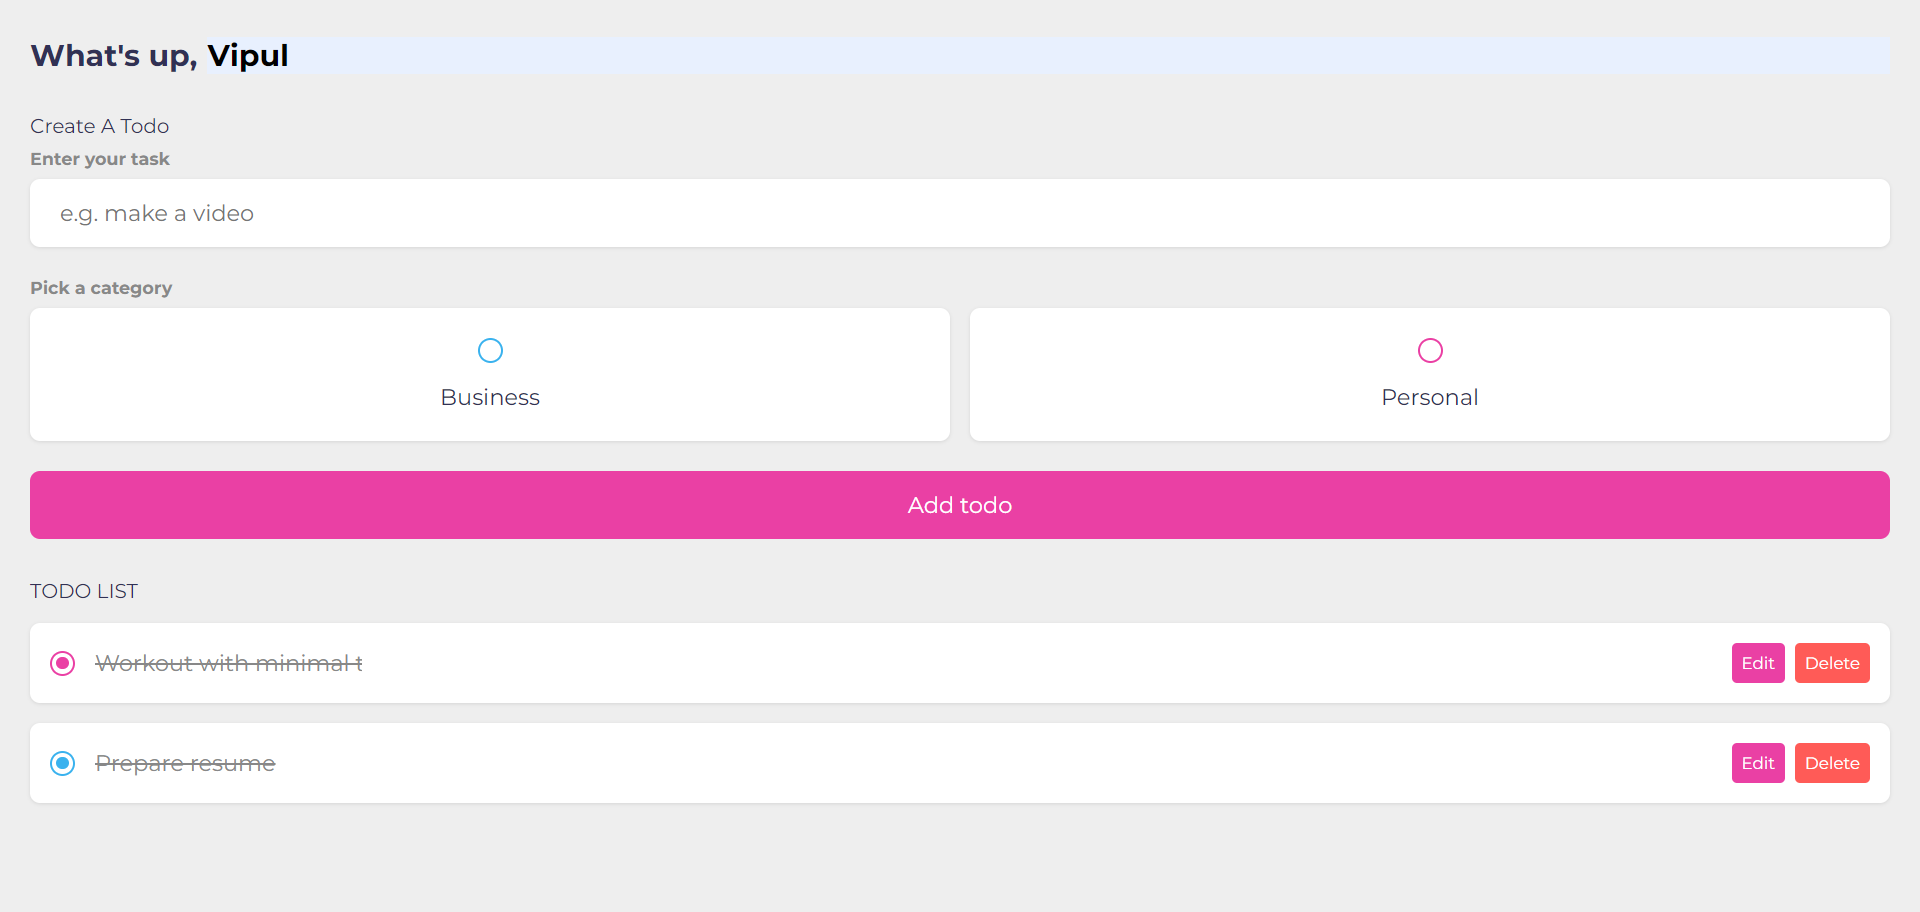 What's up, Vipul
Create A Todo
Enter your task
e.g. make a video
Pick a category
Business
Personal
Add todo
TODO LIST
Workout with minimal t
Edit
Delete
Prepare resume
Edit
Delete